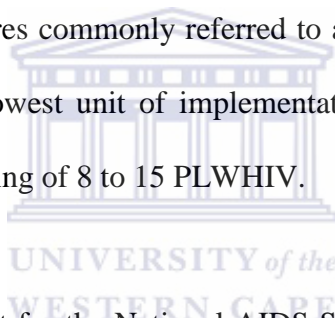 res commonly referred to a
owest unit of implementat
ing of 8 to 15 PLWHIV.
UNIVERSITY of the
WESTERN CAPE
t for the National AIDS S